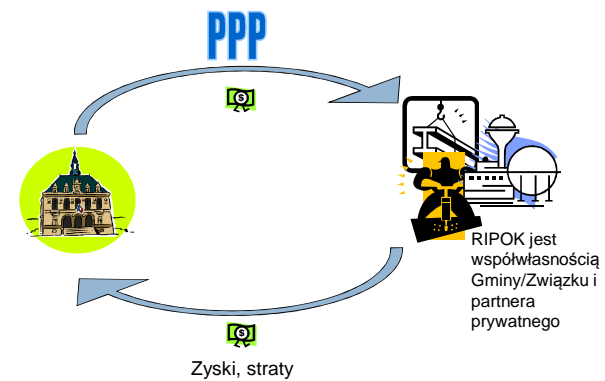 PPP
$
RIPOK jest
współwłasnością
Gminy/Związku i
partnera
prywatnego
$
Zyski, straty